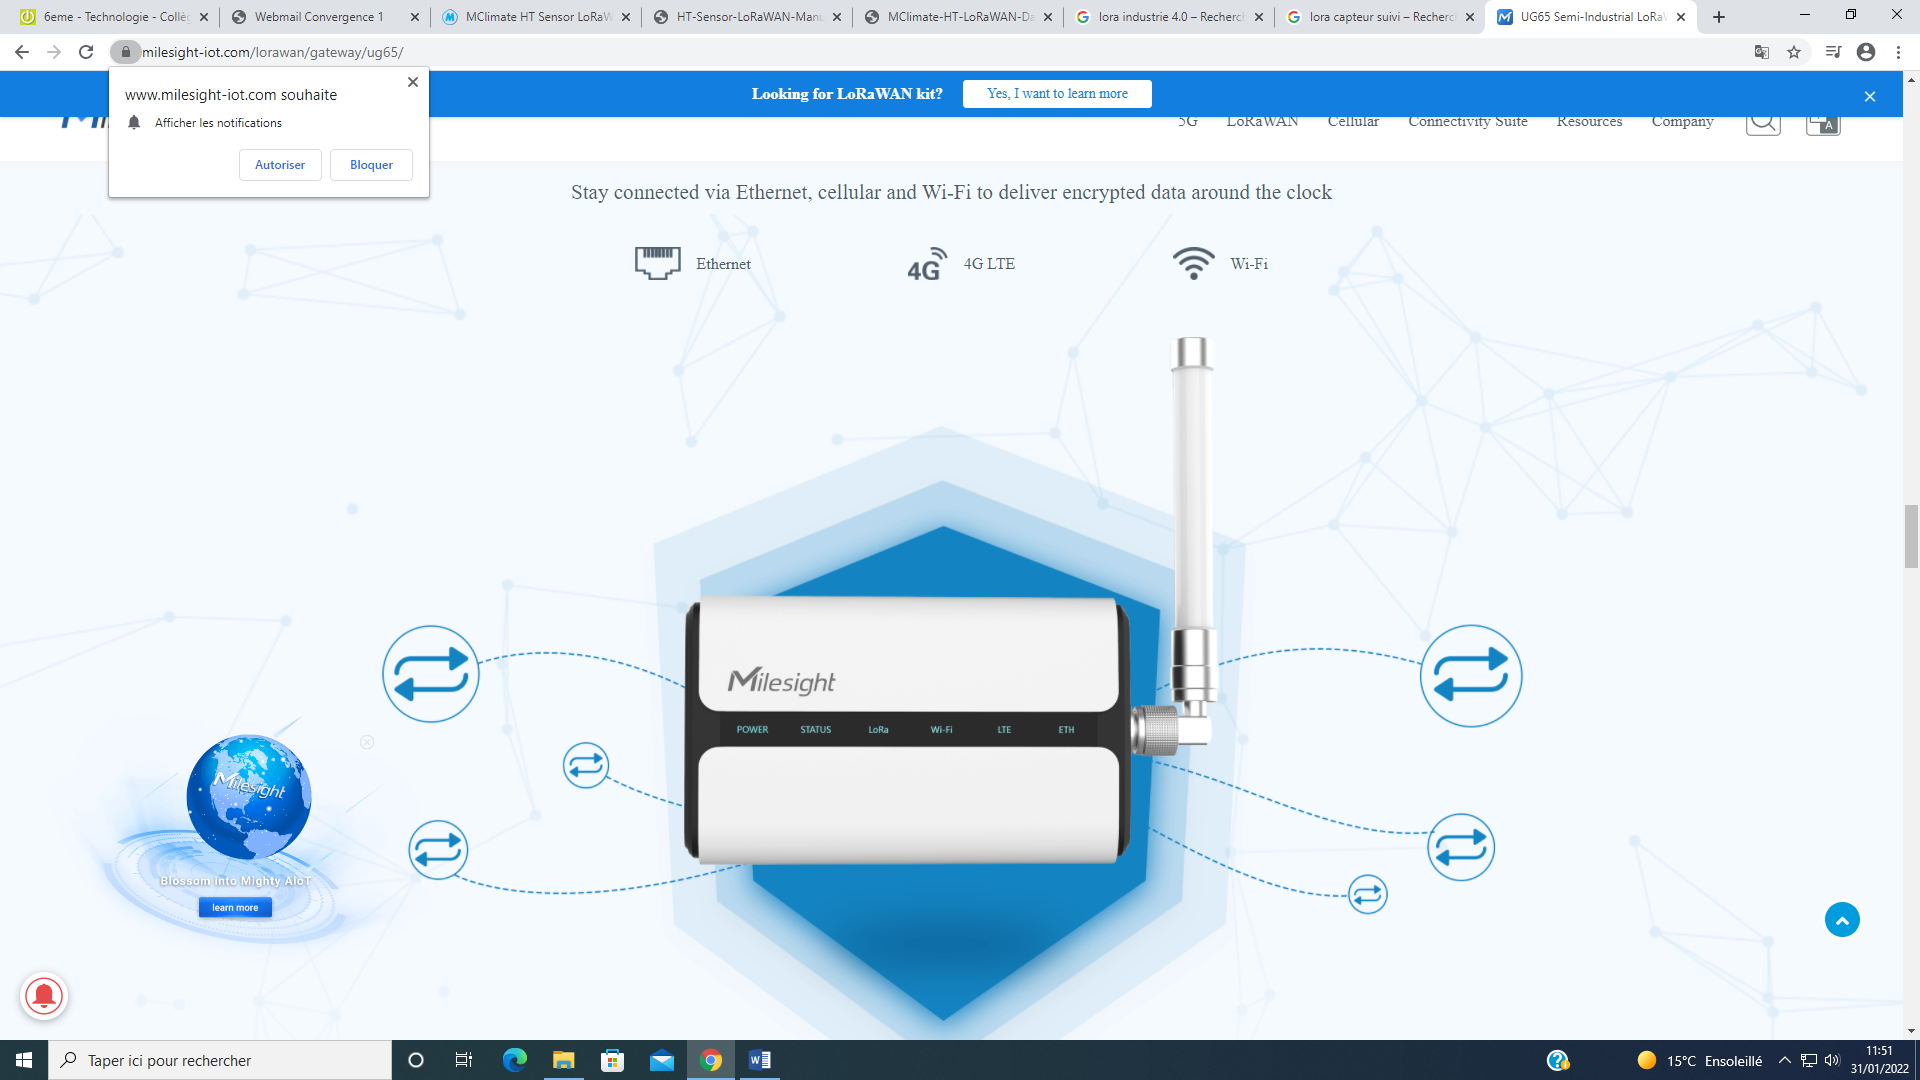 6eme - Technologie - Collèg
Webmail Convergence 1
MClimate HT Sensor LoRaW
HT-Sensor-LoRaWAN-Manu
MClimate-HT-LoRaWAN-Da
lora industrie 4.0 – Recherch
lora capteur suivi – Recherch
UG65 Semi-Industrial LoRaW
milesight-iot.com/lorawan/gateway/ug65/
www.milesight-iot.com souhaite
Afficher les notifications
Autoriser
Bloquer
Looking for LoRaWAN kit?
Yes, I want to learn more
5G
LoRaWAN
Cellular
Connectivity Suite
Resources
Company
A
Stay connected via Ethernet, cellular and Wi-Fi to deliver encrypted data around the clock
Ethernet
4G
4G LTE
Wi-Fi
Milesight
POWER
STATUS
LoRa
Wi-Fi
LTE
ETH
Milesight
Blossom into Mighty AIoT
learn more
Taper ici pour rechercher
15°C Ensoleillé
11:51
31/01/2022